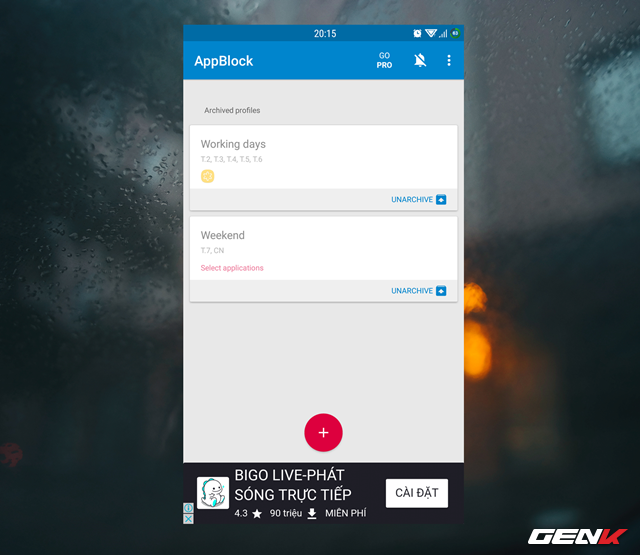 20:15
63
AppBlock
GO
PRO
Archived profiles
Working days
T.2, T.3, T.4, T.5, T.6
UNARCHIVE
Weekend
T.7, CN
Select applications
UNARCHIVE
+
BIGO LIVE-PHÁT
SÓNG TRỰC TIẾP
4.3 ★ 90 triệu MIỄN PHÍ
CÀI ĐẶT
GENK